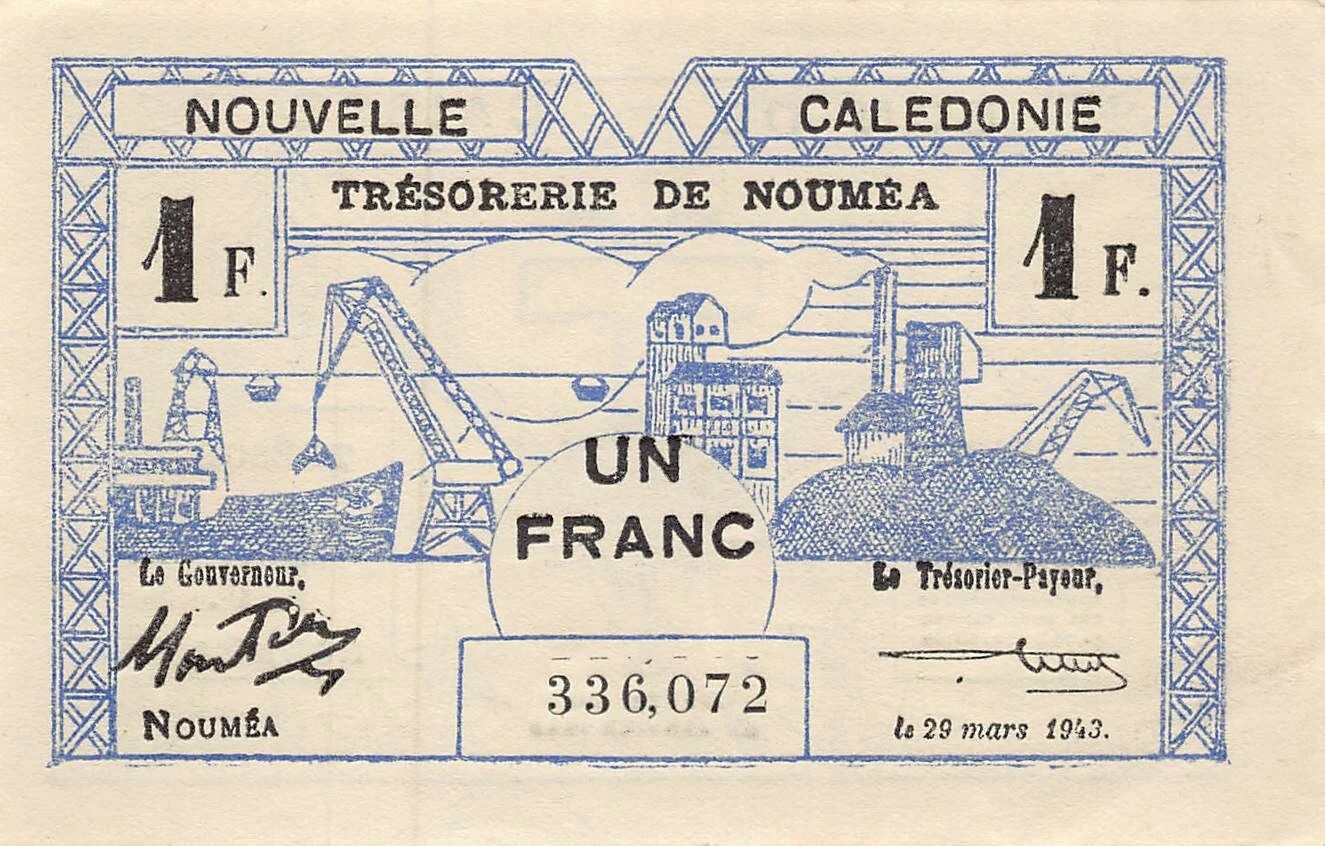 NOUVELLE CALEDONIE
TRÉSORERIE DE NOUMÉA
1 F. 1 F.
UN
FRANC
Le Gouverneur, Le Trésorier-Payeur,
336,072
NOUMÉA le 29 mars 1943.